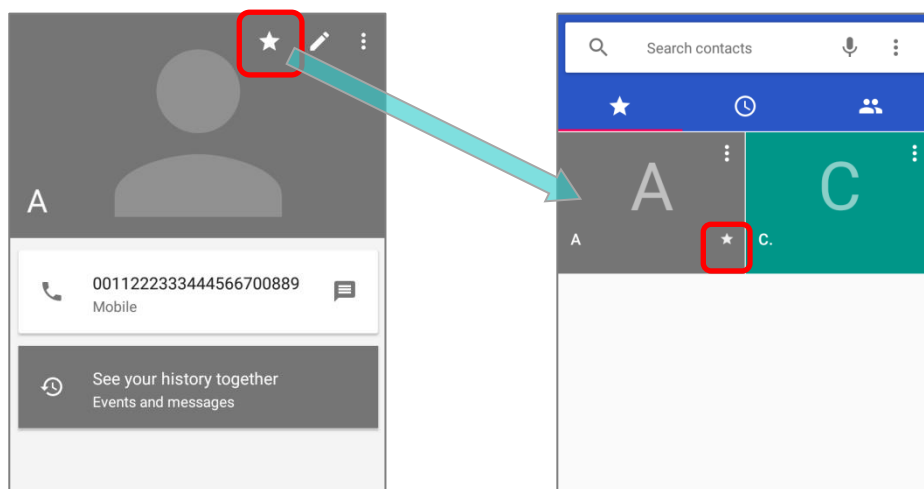 A
0011222333444566700889
Mobile
See your history together
Events and messages
Search contacts
A
C
A
C.